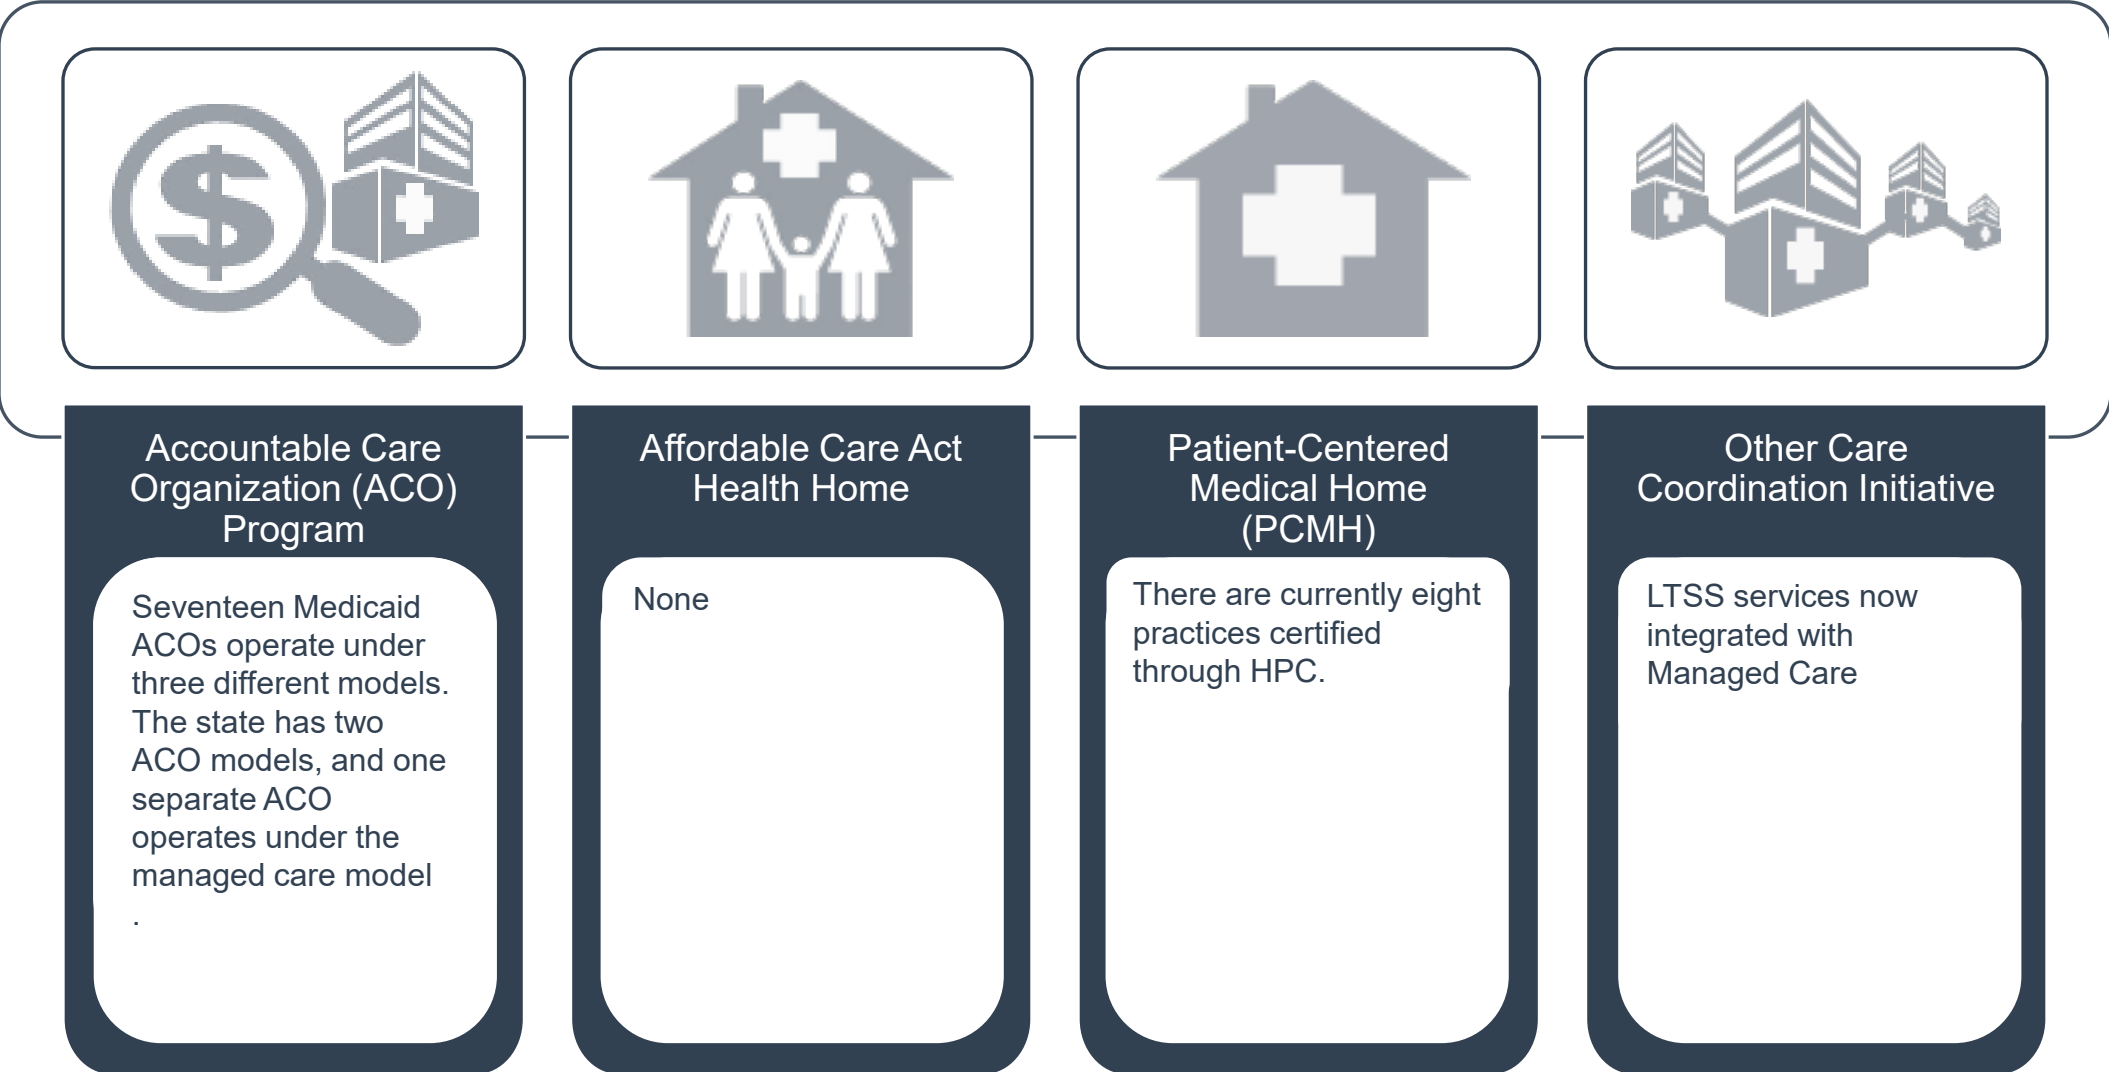 Accountable Care
Organization (ACO)
Program
Seventeen Medicaid
ACOs operate under
three different models.
The state has two
ACO models, and one
separate ACO
operates under the
managed care model
.
Affordable Care Act
Health Home
None
Patient-Centered
Medical Home
(PCMH)
There are currently eight
practices certified
through HPC.
Other Care
Coordination Initiative
LTSS services now
integrated with
Managed Care